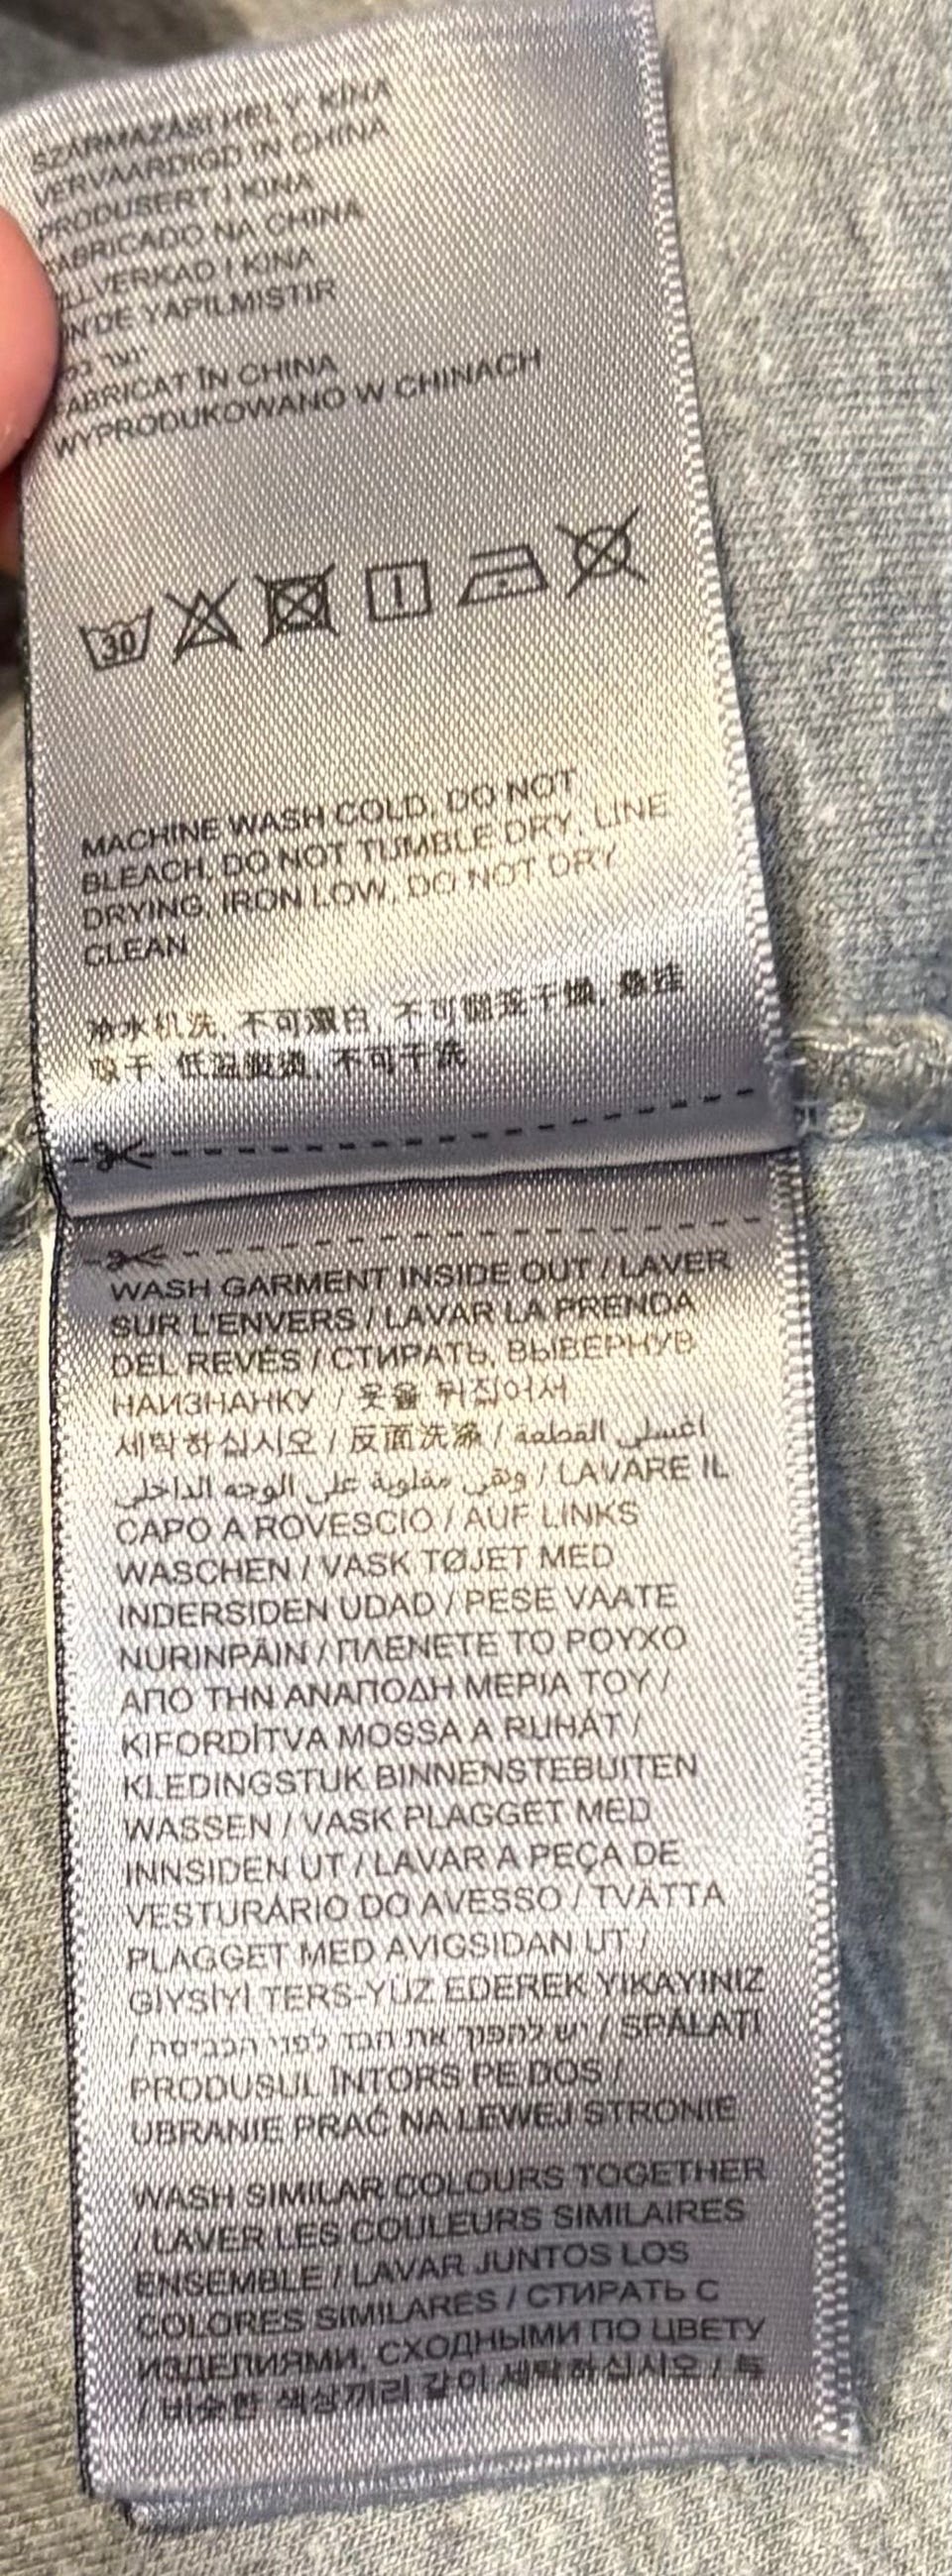 SZÁRMAZÁSI HELY KÍNA
VERVAARDIGD IN CHINA
PRODUSERT I KINA
FABRICADO NA CHINA
ILLVERKAD I KINA
IN'DE YAPILMIŞTIR
FABRICAT ÎN CHINA
WYPRODUKOWANO W CHINACH
30
MACHINE WASH COLD, DO NOT
BLEACH, DO NOT TUMBLE DRY, LINE
DRYING, IRON LOW, DO NOT DRY
CLEAN
冷水机洗, 不可漂白, 不可翻滚干燥, 悬挂
晾干, 低温熨烫, 不可干洗
WASH GARMENT INSIDE OUT / LAVER
SUR L'ENVERS / LAVAR LA PRENDA
DEL REVÉS / СТИРАТЬ, ВЫВЕРНУВ
НАИЗНАНКУ / 옷을 뒤집어서
세탁하십시오 / 反面洗涤 / اغسلي القطعة
وهي مقلوبة على الوجه الداخلي / LAVARE IL
CAPO A ROVESCIO / AUF LINKS
WASCHEN / VASK TØJET MED
INDERSIDEN UDAD / PESE VAATE
NURINPÄIN / ΠΛΕΝΕΤΕ ΤΟ ΡΟΥΧΟ
ΑΠΟ ΤΗΝ ΑΝΑΠΟΔΗ ΜΕΡΙΑ ΤΟΥ /
KIFORDÍTVA MOSSA A RUHÁT /
KLEDINGSTUK BINNENSTEBUITEN
WASSEN / VASK PLAGGET MED
INNSIDEN UT / LAVAR A PEÇA DE
VESTURÁRIO DO AVESSO / TVÄTTA
PLAGGET MED AVIGSIDAN UT /
GİYSİYİ TERS-YÜZ EDEREK YIKAYINIZ
/ יש להפוך את הבד לפני הכביסה / SPĂLAŢI
PRODUSUL ÎNTORS PE DOS /
UBRANIE PRAĆ NA LEWEJ STRONIE
WASH SIMILAR COLOURS TOGETHER
/ LAVER LES COULEURS SIMILAIRES
ENSEMBLE / LAVAR JUNTOS LOS
COLORES SIMILARES / СТИРАТЬ С
ИЗДЕЛИЯМИ, СХОДНЫМИ ПО ЦВЕТУ
/ 비슷한 색상끼리 같이 세탁하십시오 /